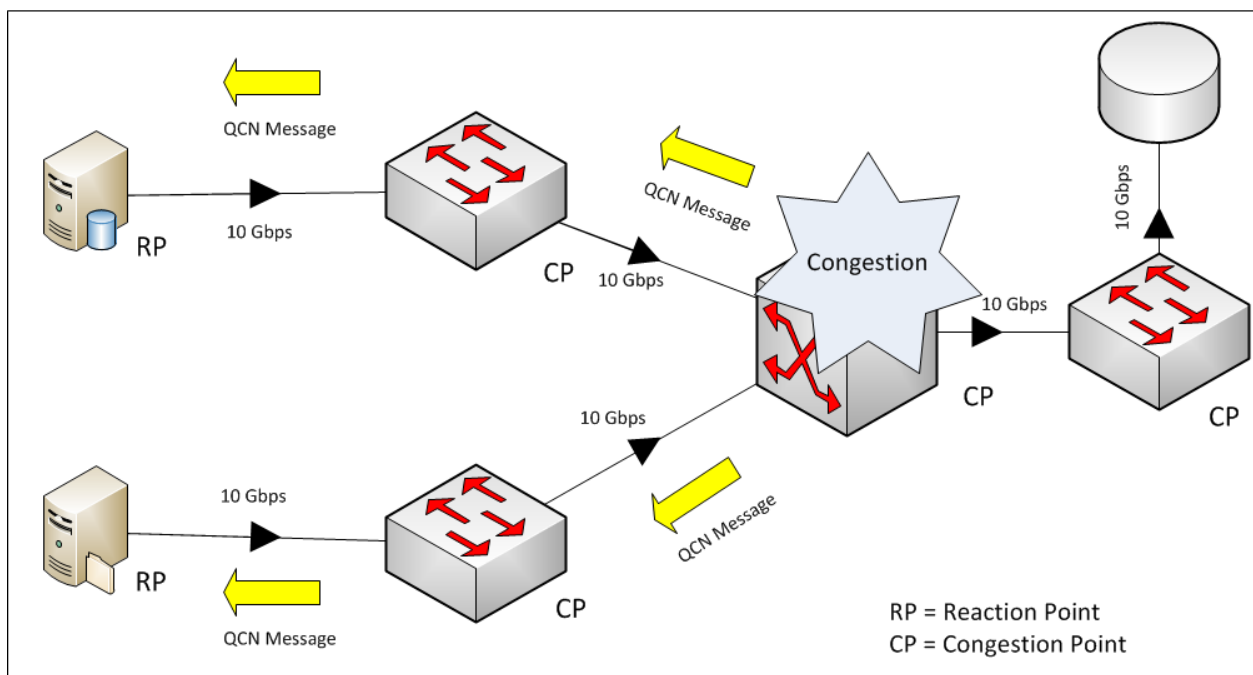 QCN Message
RP
10 Gbps
CP
QCN Message
10 Gbps
Congestion
10 Gbps
CP
10 Gbps
CP
10 Gbps
QCN Message
RP
10 Gbps
QCN Message
CP
RP = Reaction Point
CP = Congestion Point